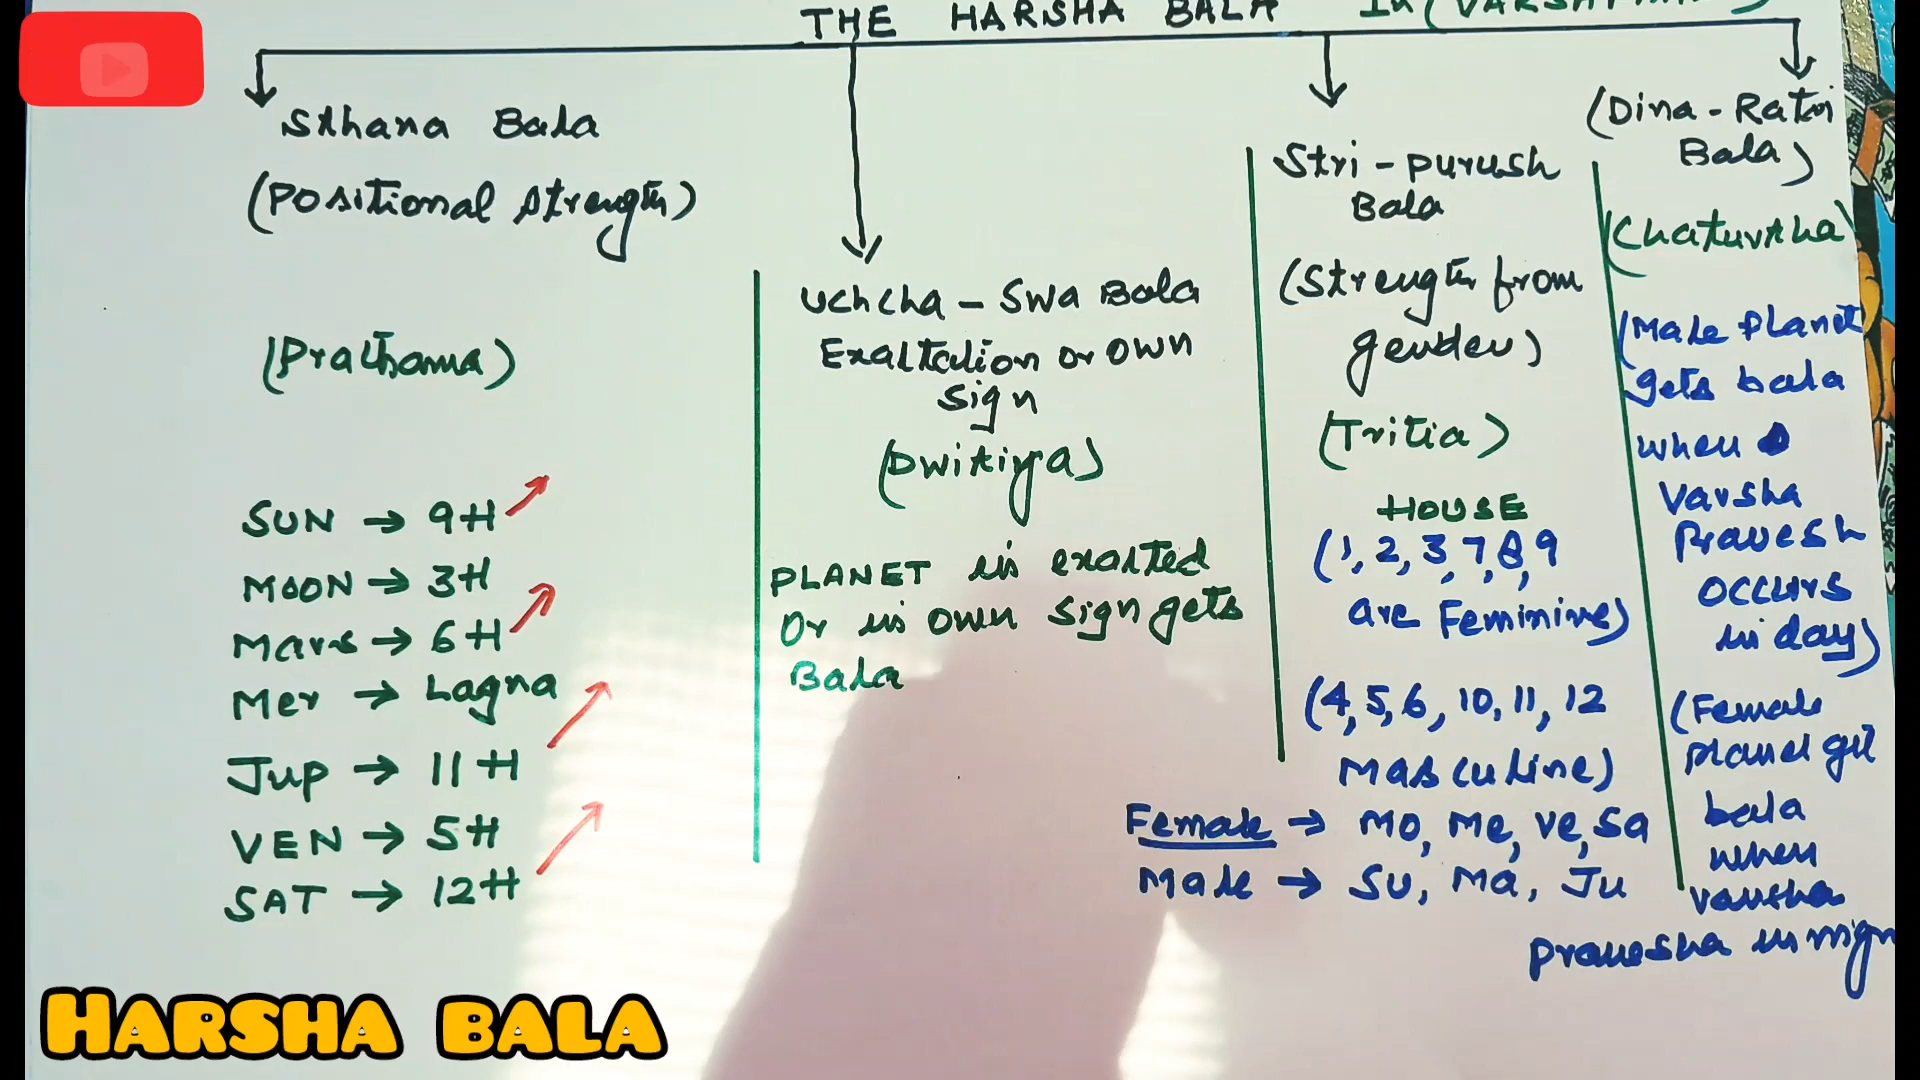 THE HARSHA BALA In (VARSHPHAL)
Sthana Bala
(Positional strength)
(Prathama)
SUN → 9H
MOON → 3H
Mars → 6H
Mer → Lagna
Jup → 11H
VEN → 5H
SAT → 12H
Uchcha - Swa Bala
Exaltation or own
sign
(Dwitiya)
PLANET is exalted
Or is own sign gets
Bala
Stri - purush
Bala
(Strength from
gender)
(Tritia)
HOUSE
(1, 2, 3, 7, 8, 9
are Feminine)
(4, 5, 6, 10, 11, 12
Masculine)
Female → Mo, Me, Ve, Sa
Male → Su, Ma, Ju
(Dina - Ratri
Bala)
(Chaturtha)
(Male Planet
gets bala
when
Varsha
Pravesh
occurs
in day)
(Female
planet get
bala
when
varsha
pravesha in nign
HARSHA BALA